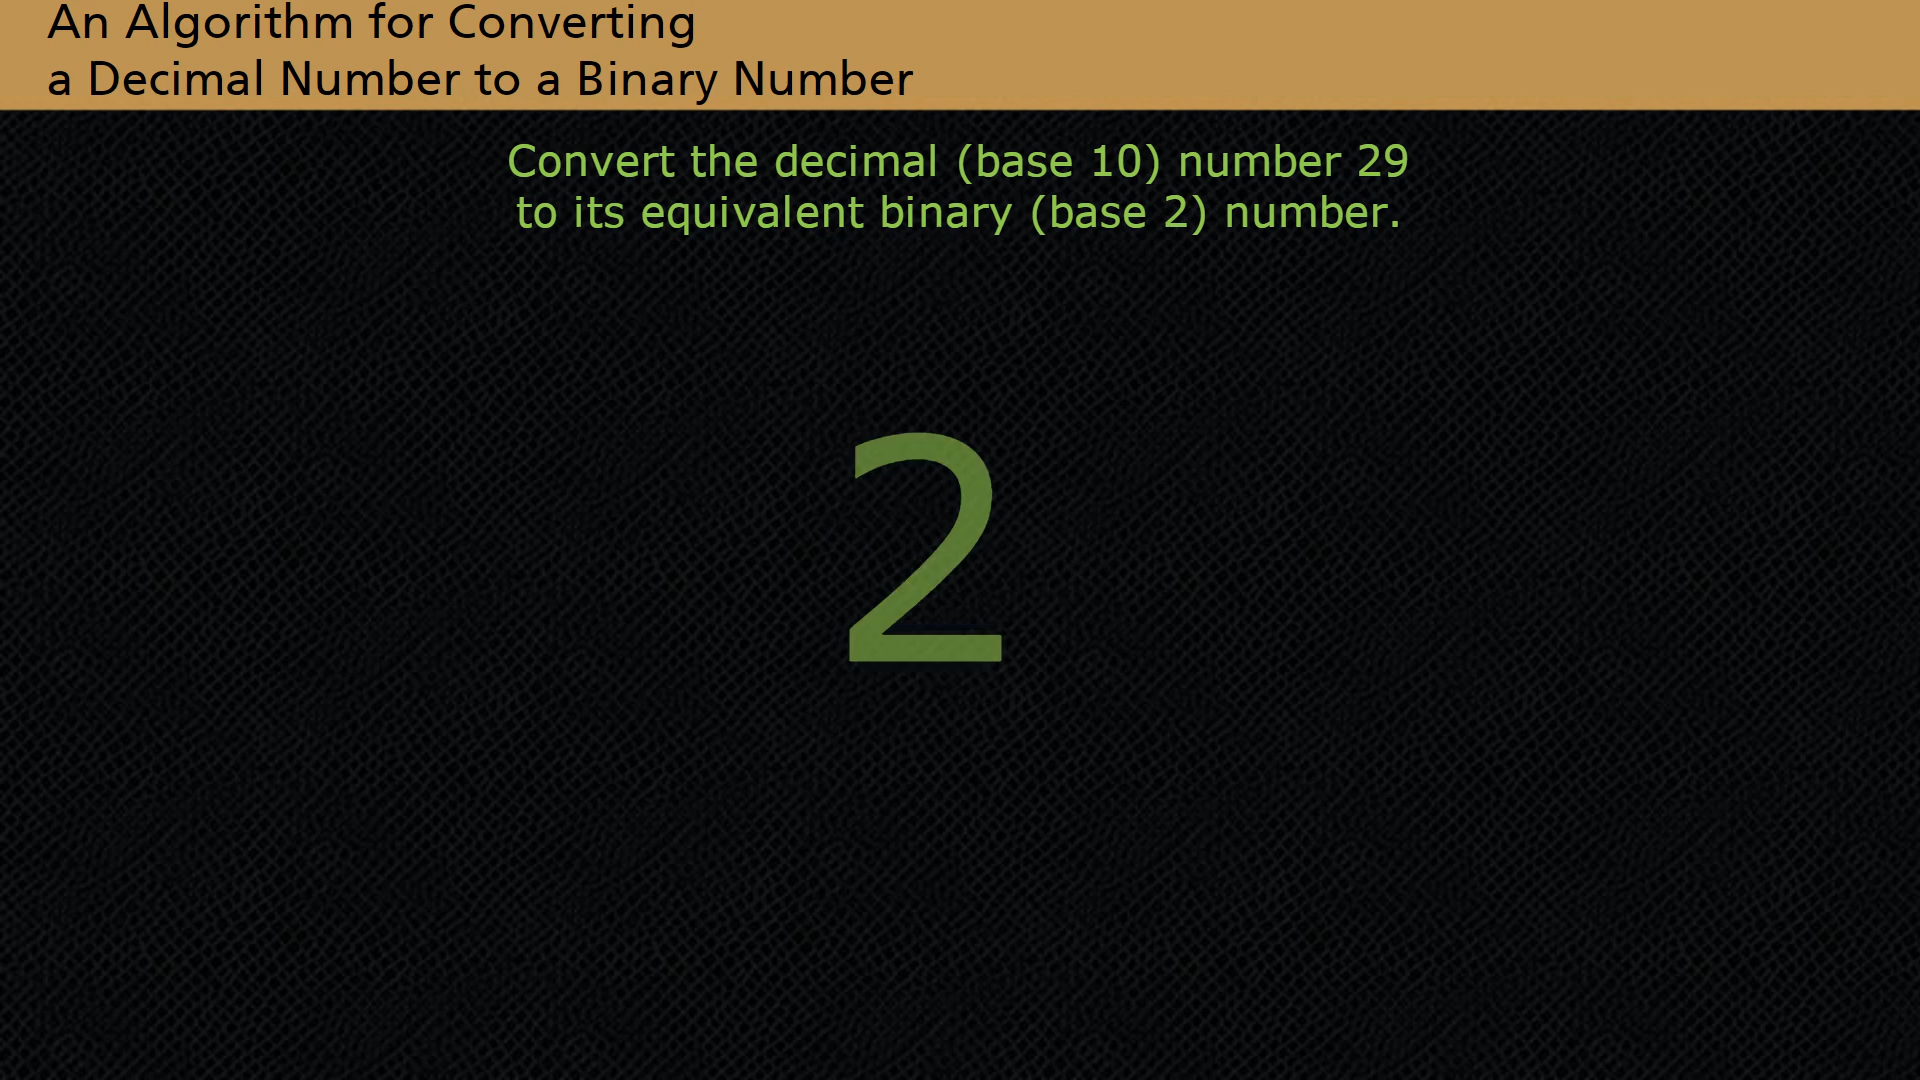 An Algorithm for Converting
a Decimal Number to a Binary Number
Convert the decimal (base 10) number 29
to its equivalent binary (base 2) number.
2